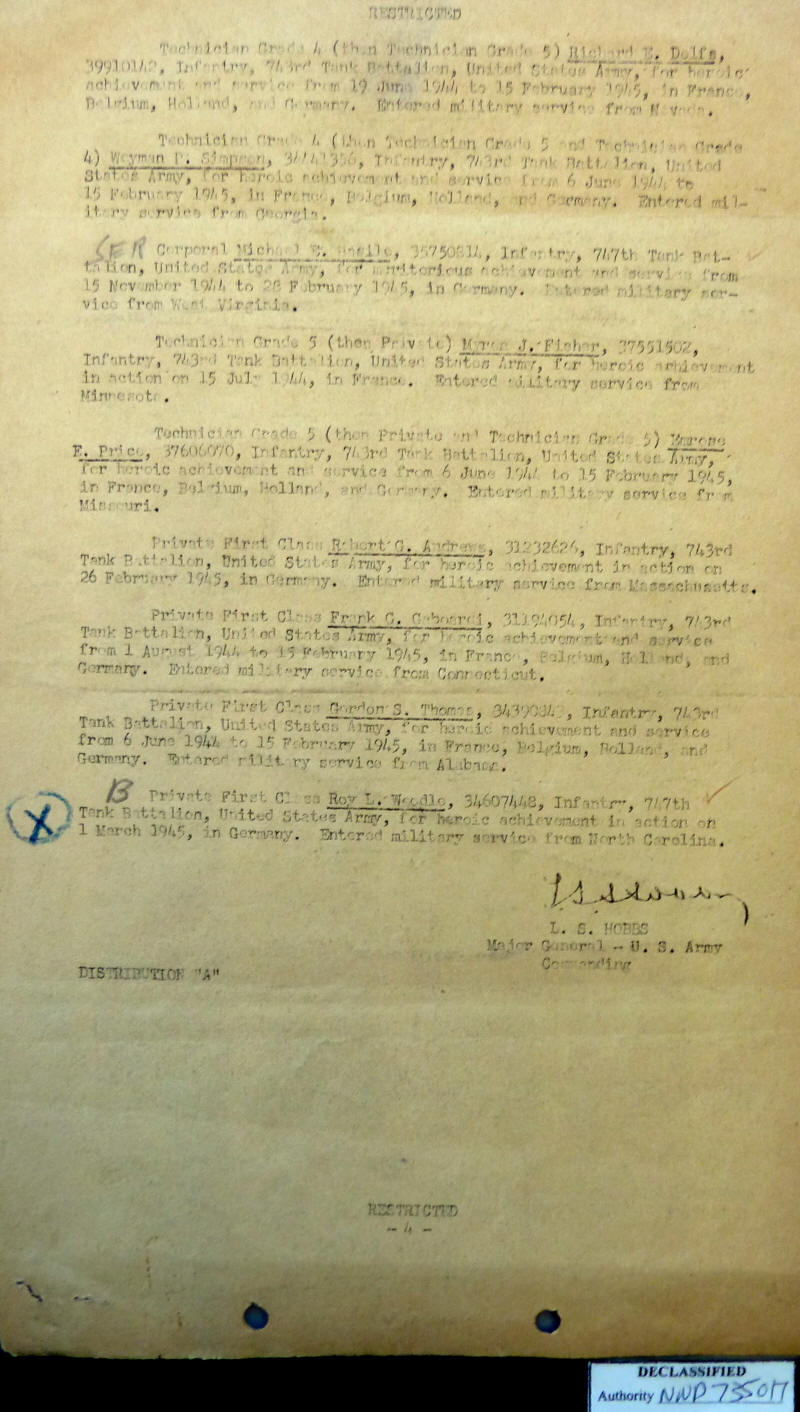 RESTRICTED
Technician Grade 4 (then Technician Grade 5) Richard E. Dolfs,
39910142, Infantry, 743rd Tank Battalion, United States Army, for heroic
achievement and service from 19 June 1944 to 15 February 1945, in France,
Belgium, Holland, and Germany. Entered military service from
Technician Grade 4 (then Technician Grade 5 and Technician Grade
4) Weyman Simpson, Infantry, 743rd Tank Battalion, United
States Army, for heroic achievement and service from 6 June 1944 to
15 February 1945, in France, Belgium, Holland, and Germany. Entered mil-
itary service from Georgia.
Corporal Michael Infantry, 747th Tank Bat-
talion, United States Army, for meritorious achievement and service from
15 November 1944 to 28 February 1945, in Germany. Entered military ser-
vice from West Virginia.
Technician Grade 5 (then Private) J. Fisher, 37551502,
Infantry, 743rd Tank Battalion, United States Army, for heroic achievement
in action on 15 July 1944, in France. Entered military service from
Minnesota.
Technician Grade 5 (then Private and Technician Grade 5)
E. Price, 37606070, Infantry, 743rd Tank Battalion, United States Army,
for heroic achievement and service from 6 June 1944 to 15 February 1945,
in France, Belgium, Holland, and Germany. Entered military service from
Missouri.
Private First Class Robert G. Andrews, 31232626, Infantry, 743rd
Tank Battalion, United States Army, for heroic achievement in action on
26 February 1945, in Germany. Entered military service from Massachusetts.
Private First Class Frank C. 31194054, Infantry, 743rd
Tank Battalion, United States Army, for heroic achievement and service
from 1 August 1944 to 15 February 1945, in France, Belgium, Holland, and
Germany. Entered military service from Connecticut.
Private First Class Gordon S. Thomas, Infantry, 743rd
Tank Battalion, United States Army, for heroic achievement and service
from 6 June 1944 to 15 February 1945, in France, Belgium, Holland, and
Germany. Entered military service from Alabama.
B Private First Class Roy L. Weedle, 34607448, Infantry, 747th
X Tank Battalion, United States Army, for heroic achievement in action on
1 March 1945, in Germany. Entered military service from North Carolina.
L. S. HOBBS
Major General - U. S. Army
Commanding
DISTRIBUTION "A"
RESTRICTED
- 4 -
DECLASSIFIED
Authority NND 735017